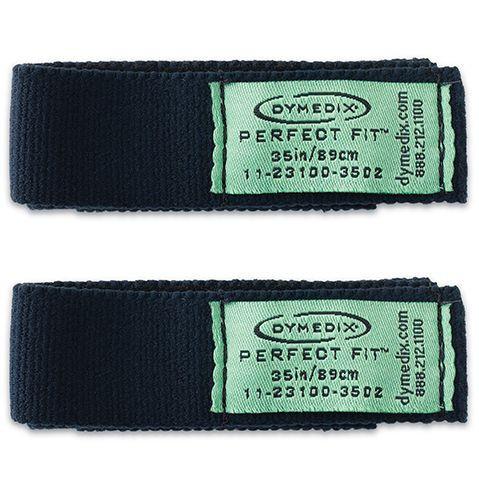 DYMEDIX
PERFECT FIT™
35in/89cm
11-23100-3502
dymedix.com
888.212.1100
DYMEDIX
PERFECT FIT™
35in/89cm
11-23100-3502
dymedix.com
888.212.1100